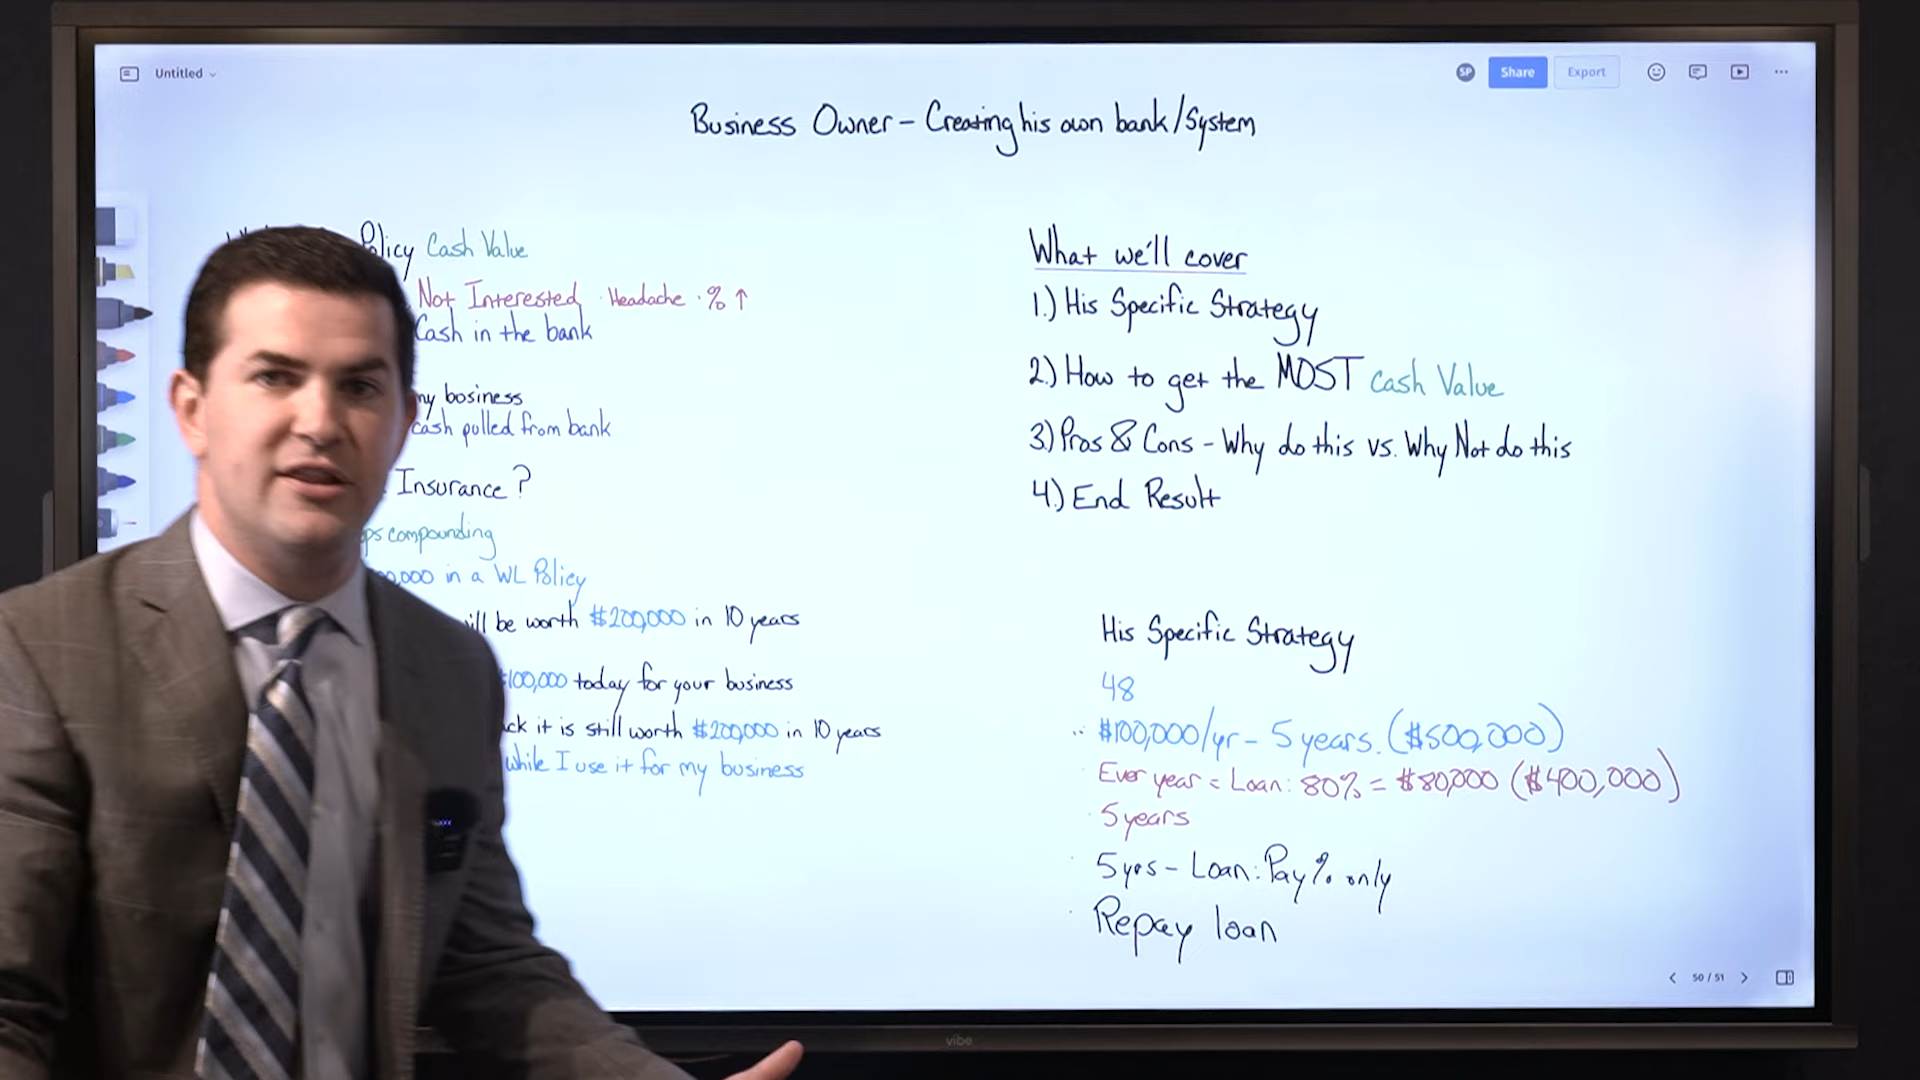 Untitled
SP
Share
Export
Business Owner - Creating his own bank/System
Policy Cash Value
Not Interested · Headache · % ↑
Cash in the bank
my business
cash pulled from bank
Insurance?
compounding
in a WL Policy
be worth $200,000 in 10 years
$100,000 today for your business
it is still worth $200,000 in 10 years
while I use it for my business
What we'll cover
1.) His Specific Strategy
2.) How to get the MOST cash Value
3.) Pros & Cons - Why do this vs. Why Not do this
4.) End Result
His Specific Strategy
48
$100,000/yr - 5 years. ($500,000)
Ever year = Loan: 80% = $80,000 ($400,000)
5 years
5 yrs - Loan: Pay % only
Repay loan
50 / 51
vibe